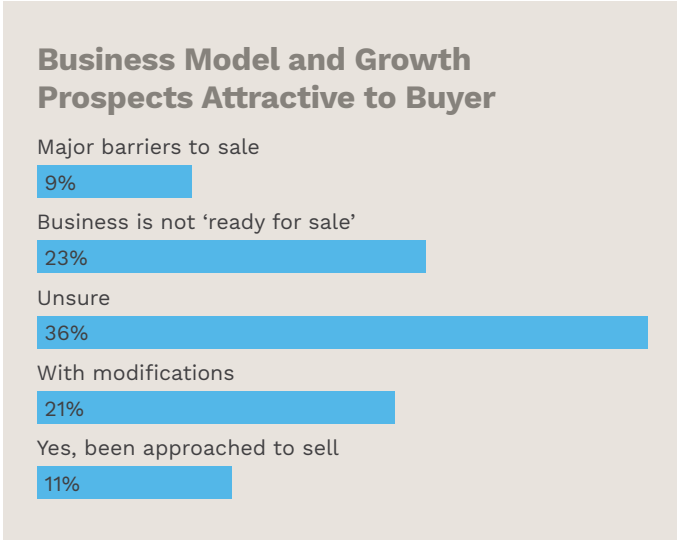 Business Model and Growth
Prospects Attractive to Buyer
Major barriers to sale
9%
Business is not ‘ready for sale’
23%
Unsure
36%
With modifications
21%
Yes, been approached to sell
11%